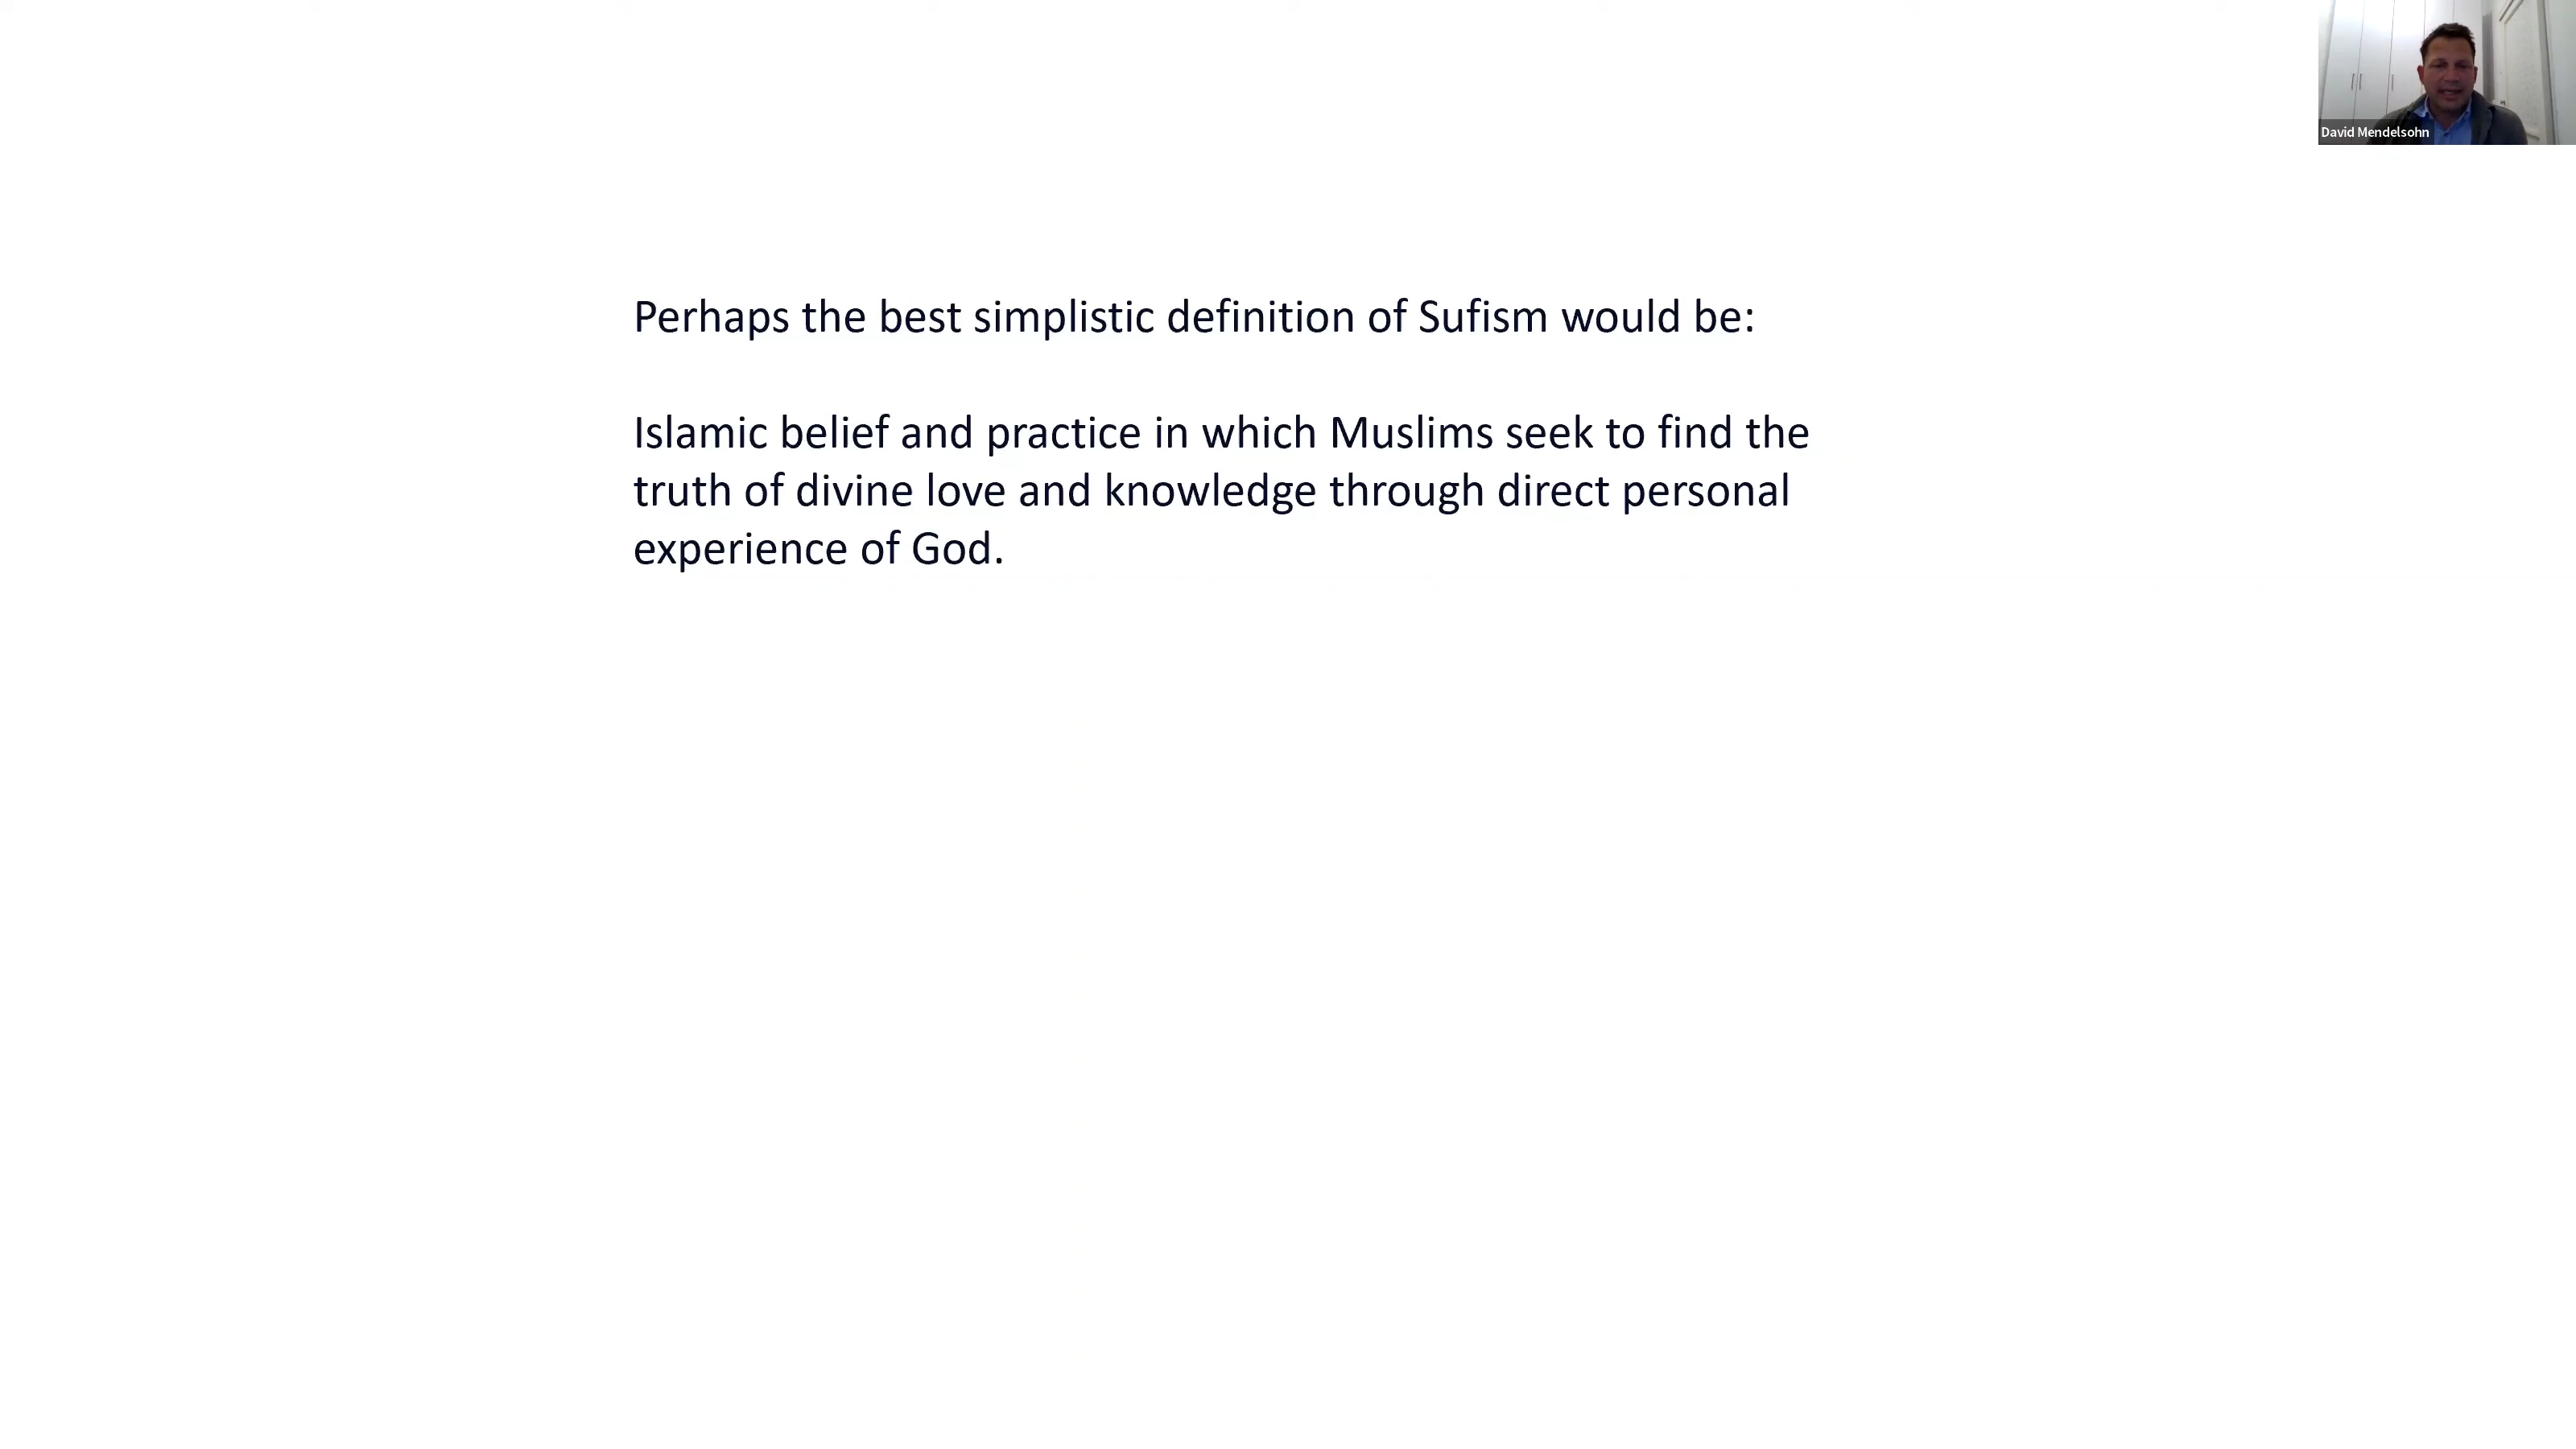 David Mendelsohn
Perhaps the best simplistic definition of Sufism would be:
Islamic belief and practice in which Muslims seek to find the
truth of divine love and knowledge through direct personal
experience of God.